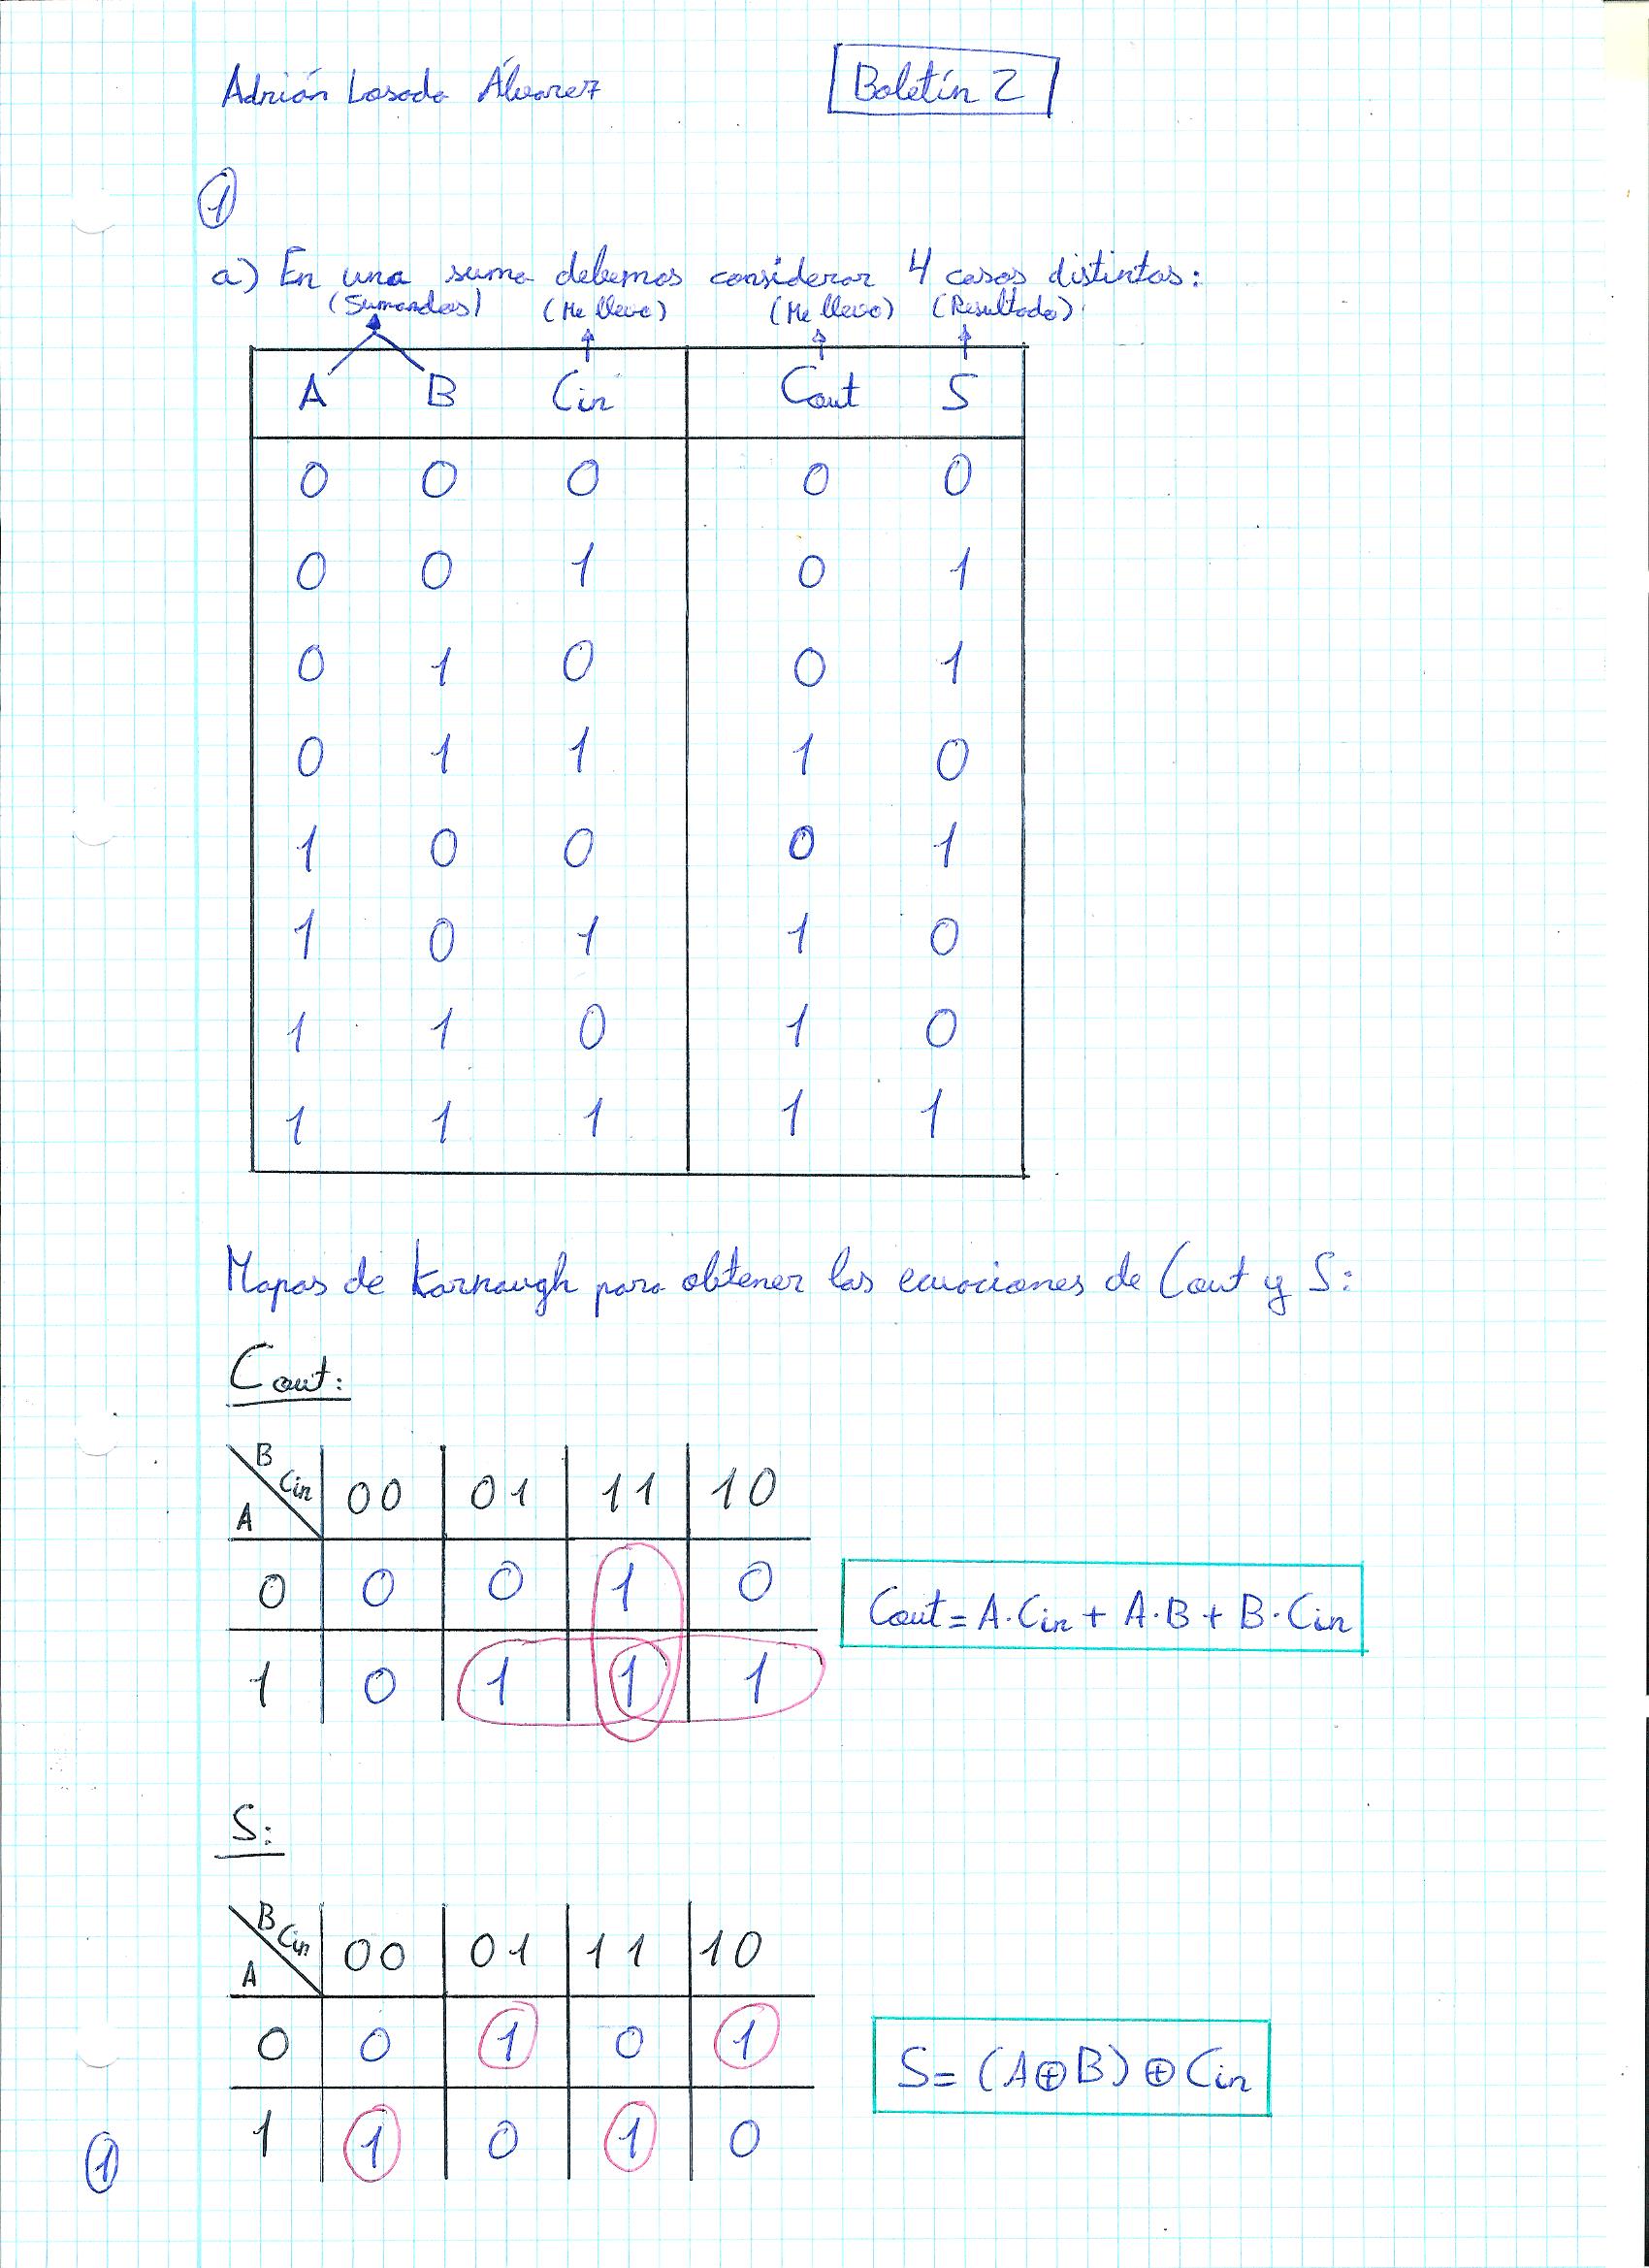 Adrián Losada Álvarez
Boletín 2
1
a) En una suma debemos considerar 4 casos distintos:
(Sumandos) (Me llevo) (Me llevo) (Resultado)
A B Cin Cout S
0 0 0 0 0
0 0 1 0 1
0 1 0 0 1
0 1 1 1 0
1 0 0 0 1
1 0 1 1 0
1 1 0 1 0
1 1 1 1 1
Mapas de Karnaugh para obtener las ecuaciones de Cout y S:
Cout:
B Cin
A
00 01 11 10
0 0 0 1 0
1 0 1 1 1
Cout = A·Cin + A·B + B·Cin
S:
B Cin
A
00 01 11 10
0 0 1 0 1
1 1 0 1 0
S = (A⊕B) ⊕ Cin
1